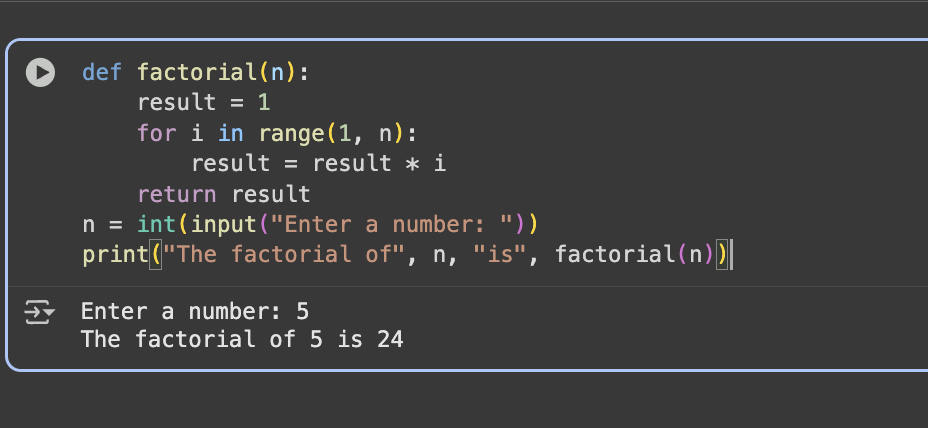 def factorial(n):
    result = 1
    for i in range(1, n):
        result = result * i
    return result
n = int(input("Enter a number: "))
print("The factorial of", n, "is", factorial(n))
Enter a number: 5
The factorial of 5 is 24